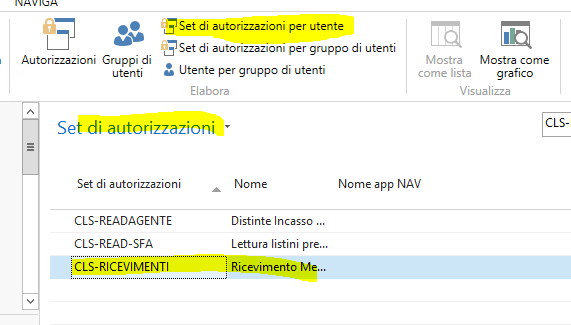 NAVIGA
Autorizzazioni
Gruppi di
utenti
Set di autorizzazioni per utente
Set di autorizzazioni per gruppo di utenti
Utente per gruppo di utenti
Mostra
come lista
Mostra come
grafico
Elabora
Visualizza
Set di autorizzazioni
CLS-
Set di autorizzazioni
Nome
Nome app NAV
CLS-READAGENTE
Distinte Incasso ...
CLS-READ-SFA
Lettura listini pre...
CLS-RICEVIMENTI
Ricevimento Me...